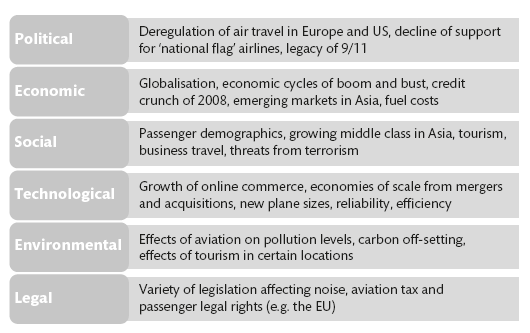 Political
Deregulation of air travel in Europe and US, decline of support
for ‘national flag’ airlines, legacy of 9/11
Economic
Globalisation, economic cycles of boom and bust, credit
crunch of 2008, emerging markets in Asia, fuel costs
Social
Passenger demographics, growing middle class in Asia, tourism,
business travel, threats from terrorism
Technological
Growth of online commerce, economies of scale from mergers
and acquisitions, new plane sizes, reliability, efficiency
Environmental
Effects of aviation on pollution levels, carbon off-setting,
effects of tourism in certain locations
Legal
Variety of legislation affecting noise, aviation tax and
passenger legal rights (e.g. the EU)